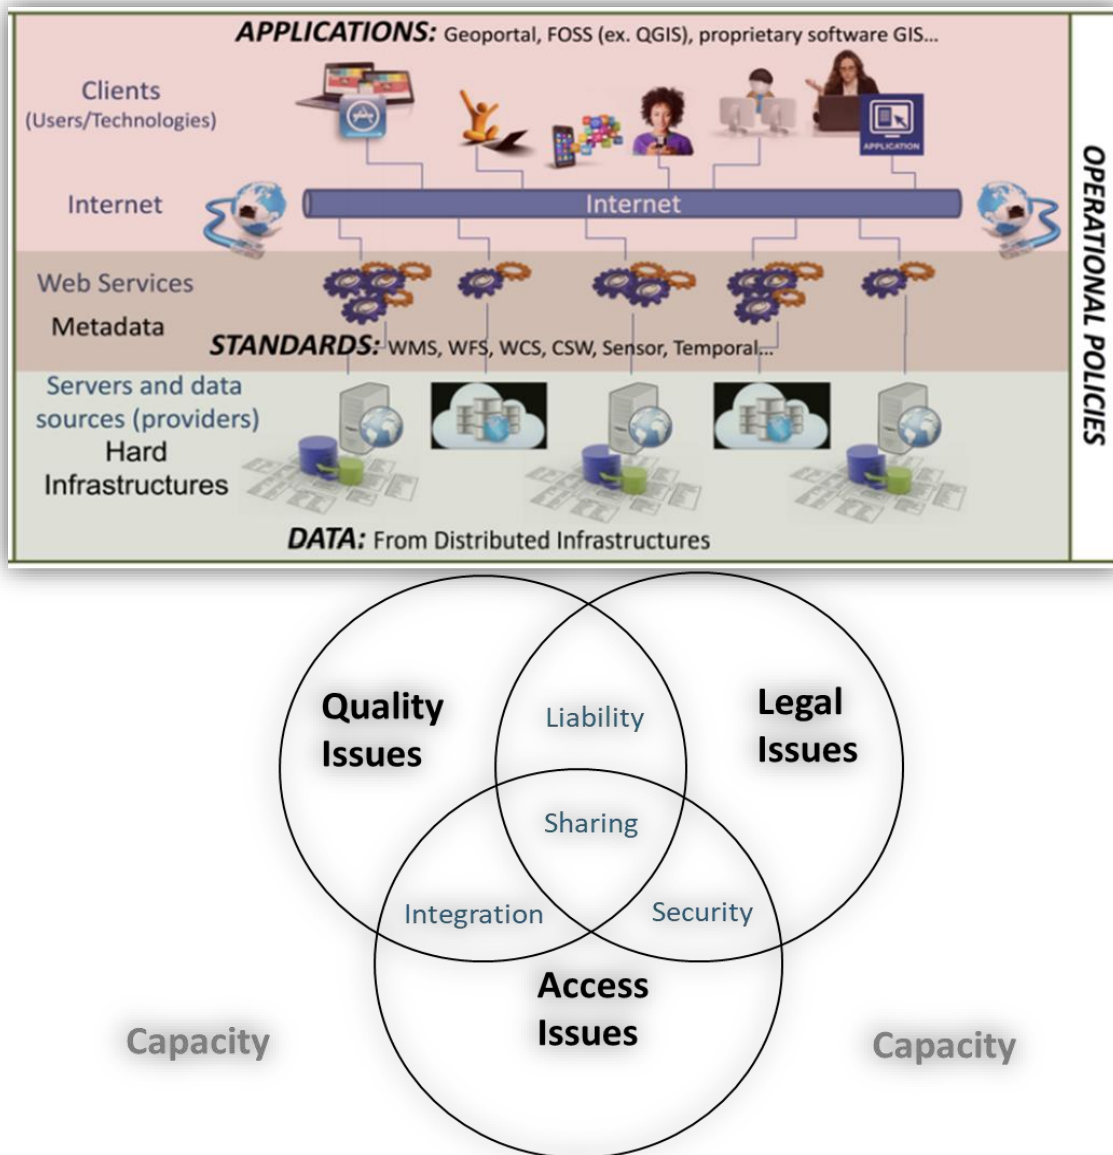 APPLICATIONS: Geoportal, FOSS (ex. QGIS), proprietary software GIS...
Clients
(Users/Technologies)
APPLICATION
Internet
Internet
Web Services
Metadata
STANDARDS: WMS, WFS, WCS, CSW, Sensor, Temporal...
Servers and data
sources (providers)
Hard
Infrastructures
DATA: From Distributed Infrastructures
OPERATIONAL POLICIES
Quality
Issues
Liability
Legal
Issues
Sharing
Integration
Security
Access
Issues
Capacity
Capacity